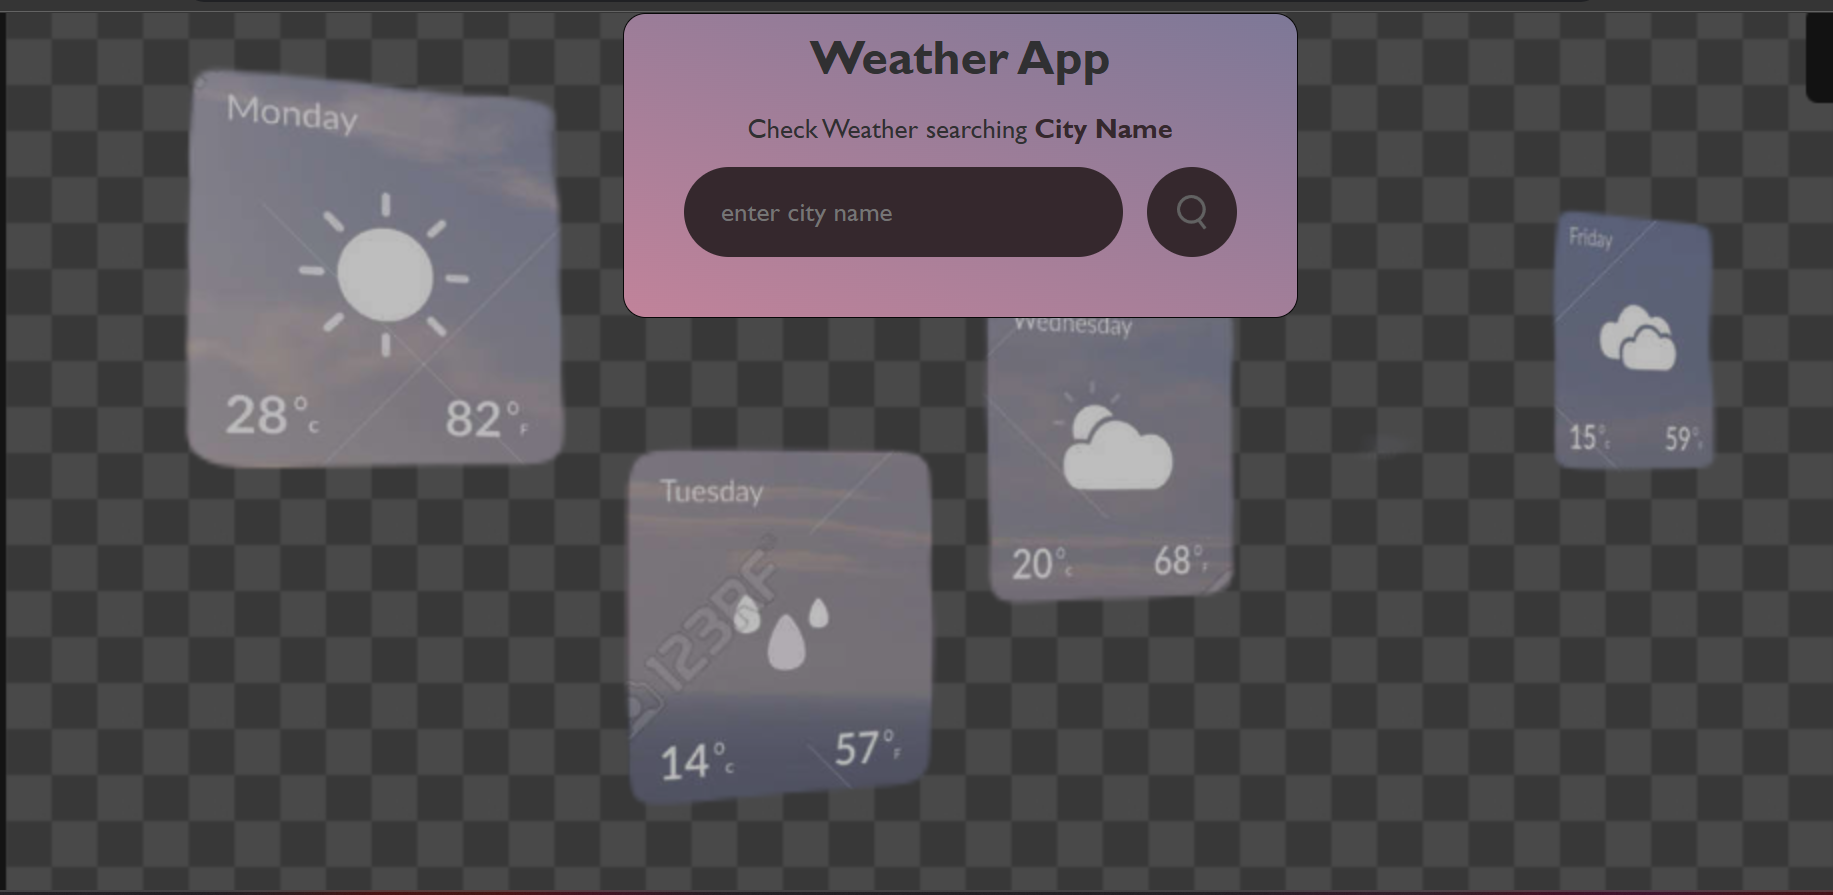 Weather App
Check Weather searching City Name
enter city name
Monday
28°C 82°F
Tuesday
123RF
14°C 57°F
Wednesday
20°C 68°F
Friday
15°C 59°F